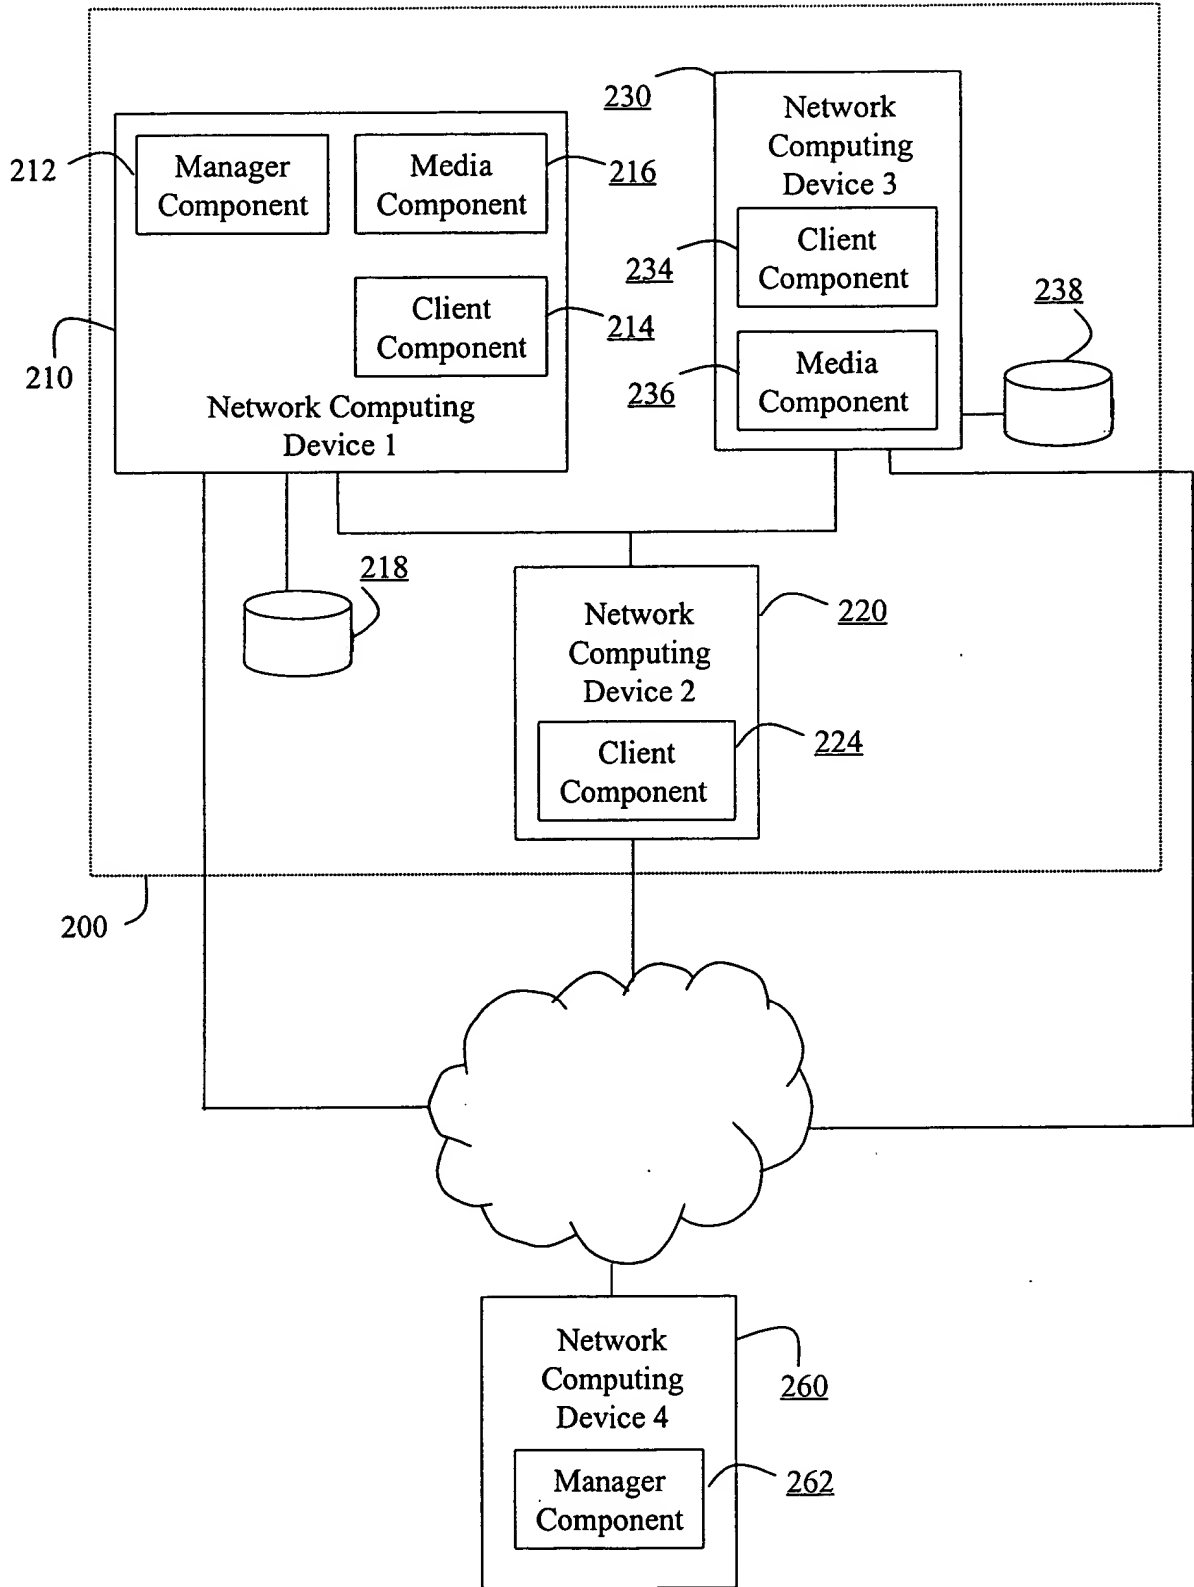 230
Network
Computing
Device 3
212
Manager
Component
Media
Component
216
Client
Component
234
Client
Component
214
238
210
Media
Component
236
Network Computing
Device 1
218
Network
Computing
Device 2
220
Client
Component
224
200
Network
Computing
Device 4
260
Manager
Component
262